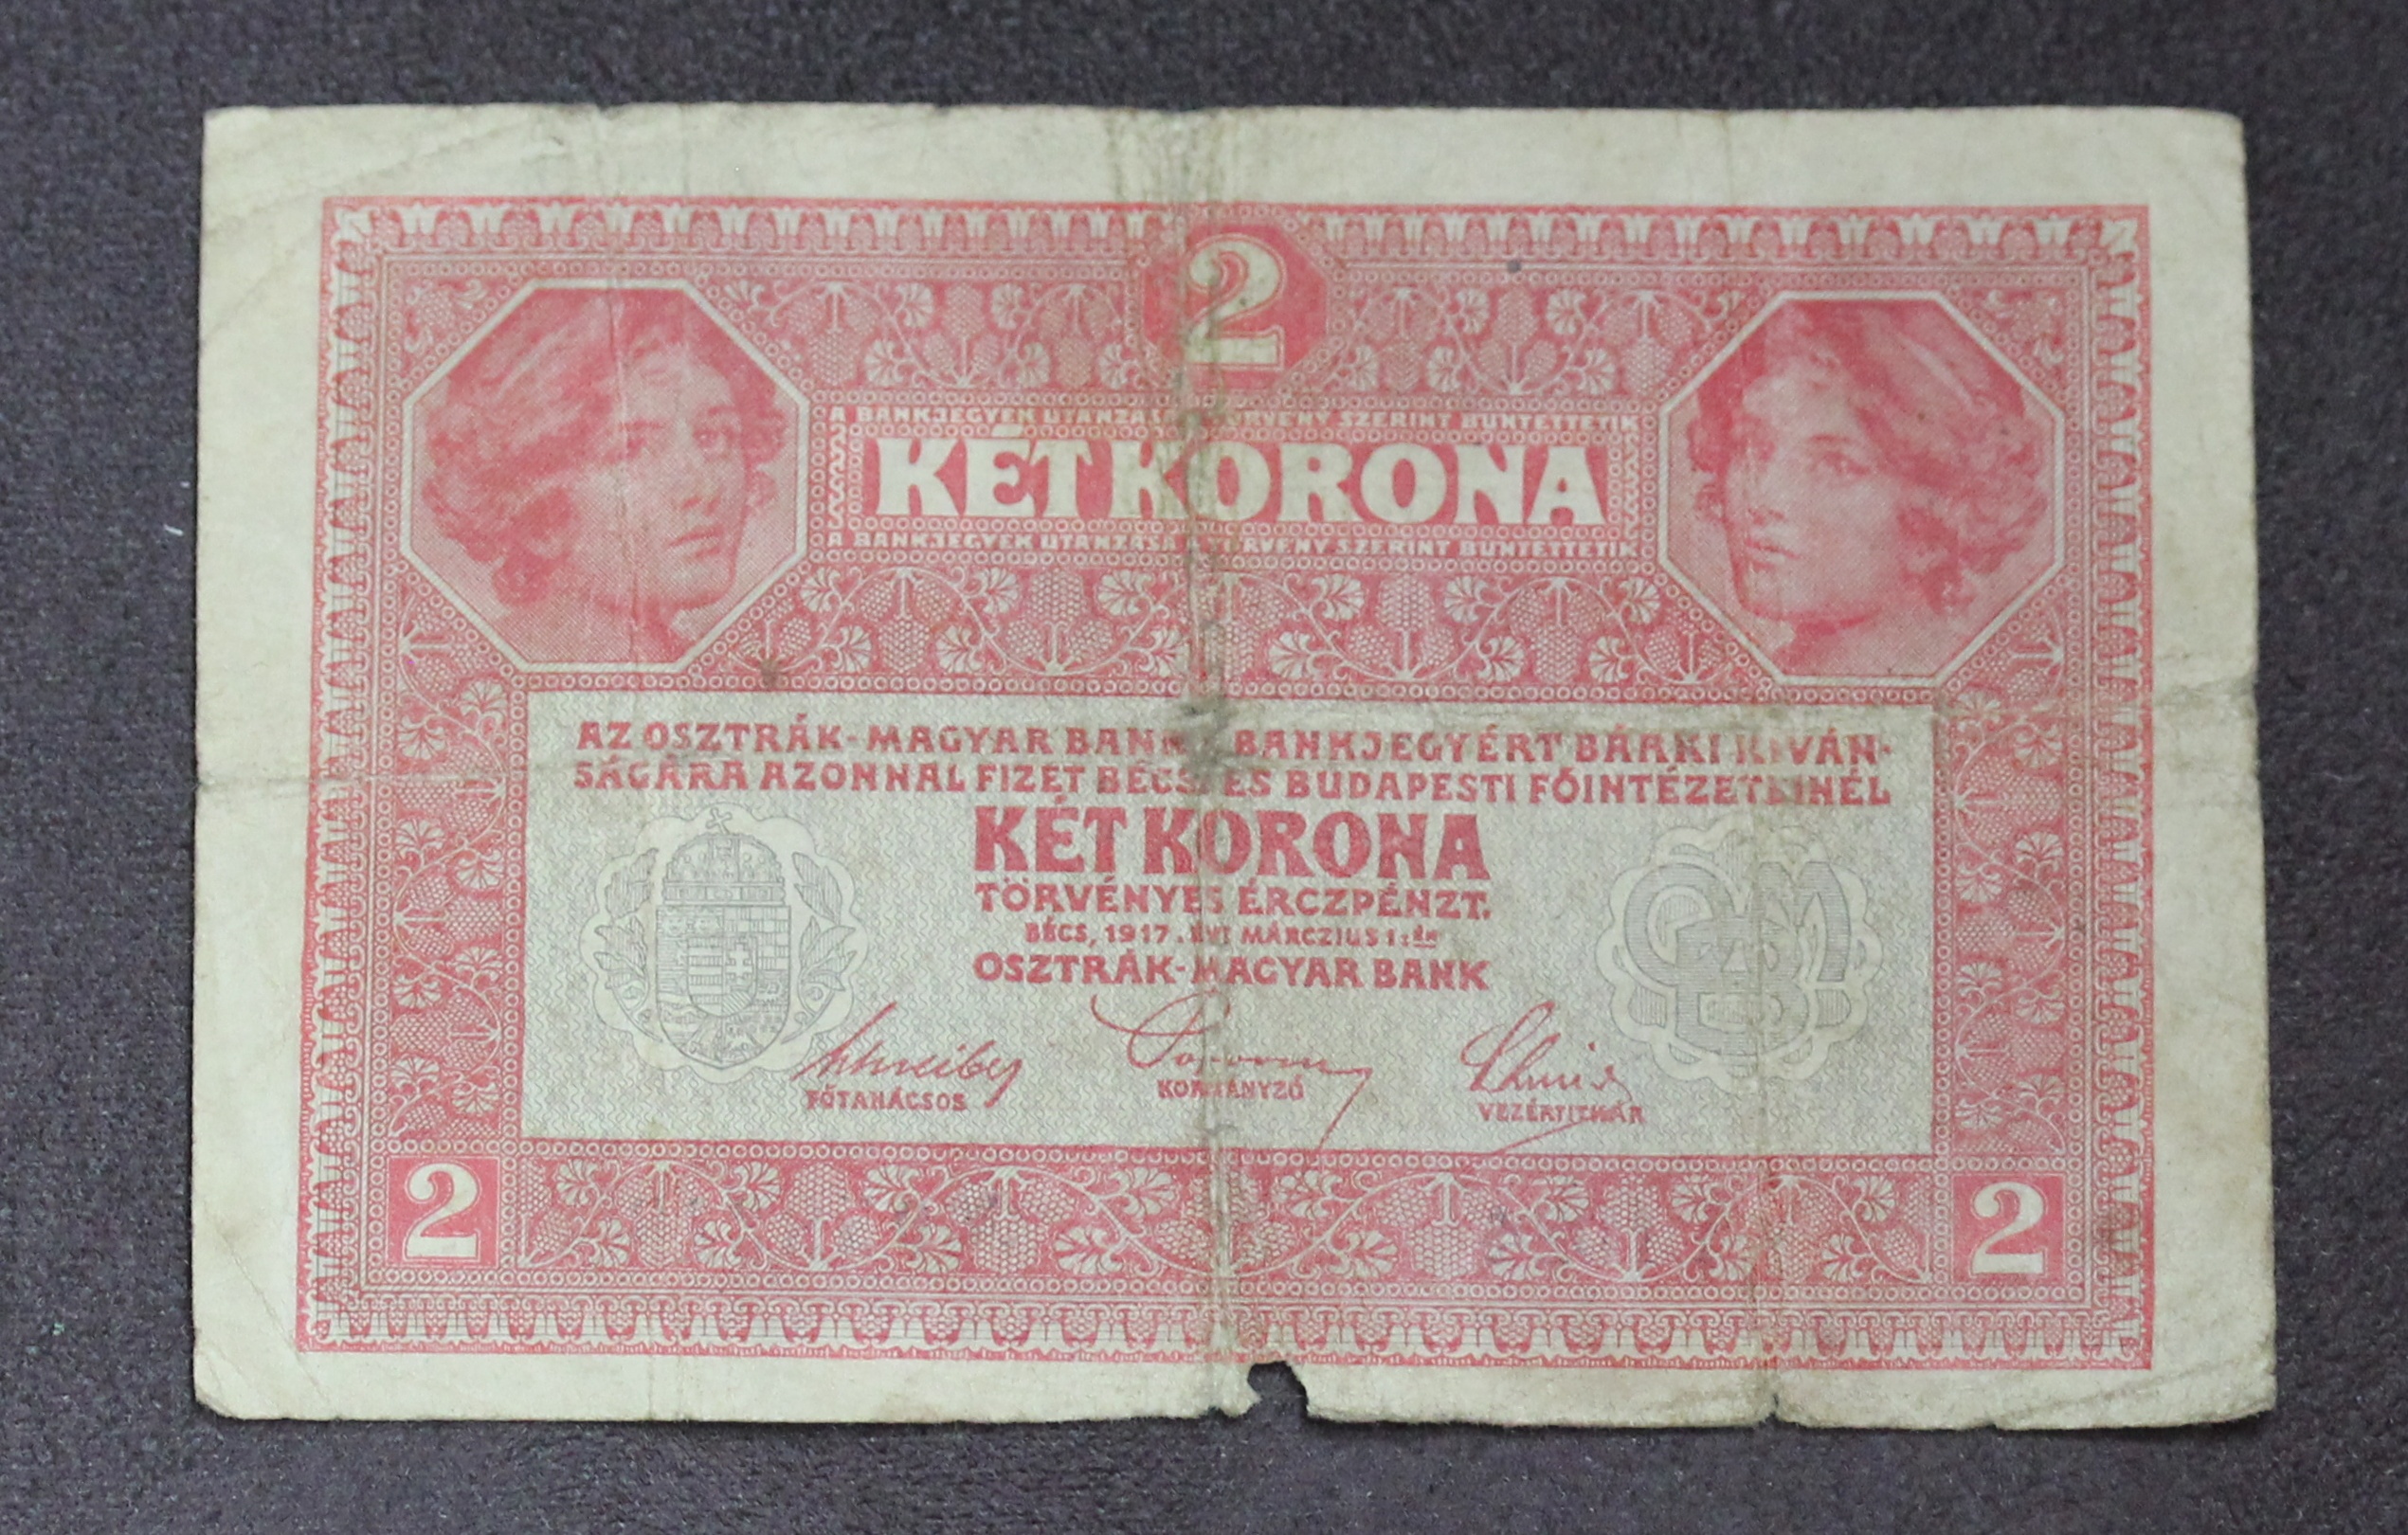 2
A BANKJEGYEK UTÁNZÁSA TÖRVÉNY SZERINT BÜNTETTETIK
KÉT KORONA
A BANKJEGYEK UTÁNZÁSA TÖRVÉNY SZERINT BÜNTETTETIK
AZ OSZTRÁK-MAGYAR BANK BANKJEGYÉRT BÁRKI KIVÁN-
SÁGÁRA AZONNAL FIZET BÉCSI ÉS BUDAPESTI FŐINTÉZETEINÉL
KÉT KORONA
TÖRVÉNYES ÉRCZPÉNZT.
BÉCS, 1917. ÉVI MÁRCZIUS 1:én
OSZTRÁK-MAGYAR BANK
FŐTANÁCSOS KORMÁNYZÓ VEZÉRTITKÁR
2 2